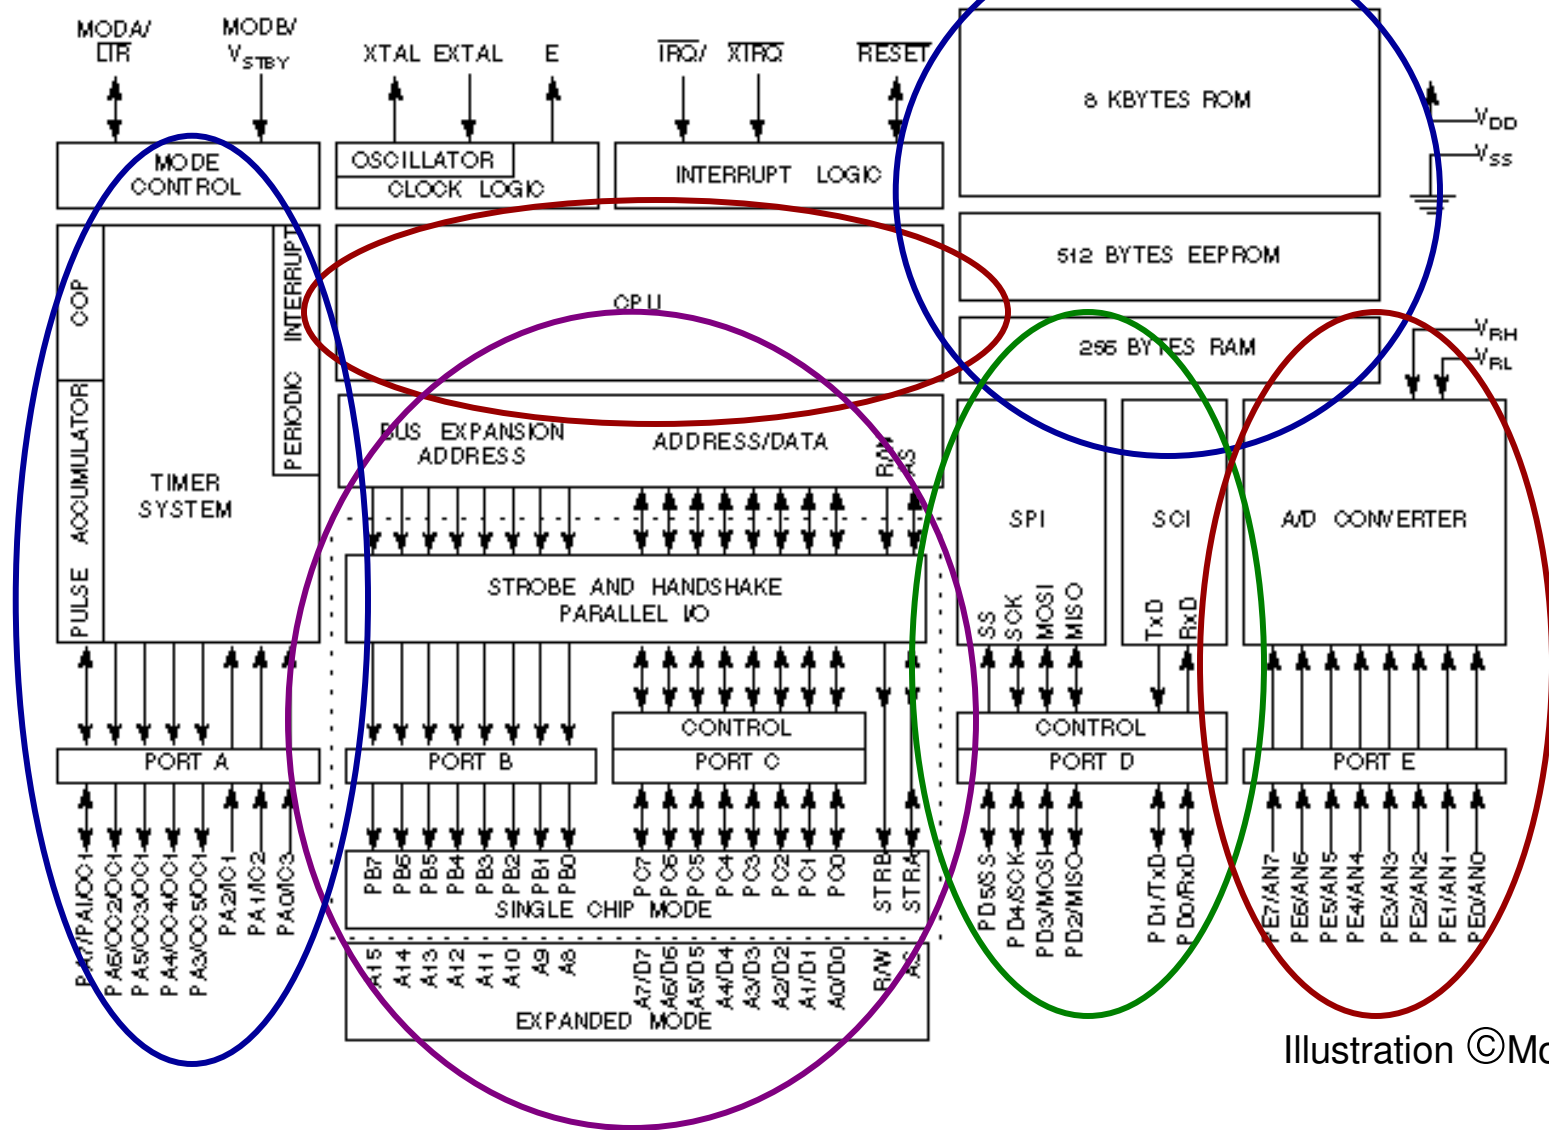 MODA/
LIR
MODB/
VSTBY
XTAL EXTAL E
IRQ/ XIRQ
RESET
8 KBYTES ROM
VDD
VSS
MODE
CONTROL
OSCILLATOR
CLOCK LOGIC
INTERRUPT LOGIC
COP
PERIODIC INTERRUPT
CPU
512 BYTES EEPROM
256 BYTES RAM
VRH
VRL
PULSE ACCUMULATOR
TIMER
SYSTEM
BUS EXPANSION
ADDRESS
ADDRESS/DATA
R/W
AS
SPI
SCI
A/D CONVERTER
STROBE AND HANDSHAKE
PARALLEL I/O
SS
SCK
MOSI
MISO
TxD
RxD
CONTROL
CONTROL
PORT A
PORT B
PORT C
PORT D
PORT E
PA7/PAI/OC1
PA6/OC2/OC1
PA5/OC3/OC1
PA4/OC4/OC1
PA3/OC5/OC1
PA2/IC1
PA1/IC2
PA0/IC3
PB7
PB6
PB5
PB4
PB3
PB2
PB1
PB0
PC7
PC6
PC5
PC4
PC3
PC2
PC1
PC0
STRB
STRA
SINGLE CHIP MODE
PD5/SS
PD4/SCK
PD3/MOSI
PD2/MISO
PD1/TxD
PD0/RxD
PE7/AN7
PE6/AN6
PE5/AN5
PE4/AN4
PE3/AN3
PE2/AN2
PE1/AN1
PE0/AN0
A15
A14
A13
A12
A11
A10
A9
A8
A7/D7
A6/D6
A5/D5
A4/D4
A3/D3
A2/D2
A1/D1
A0/D0
R/W
AS
EXPANDED MODE
Illustration ©Mo